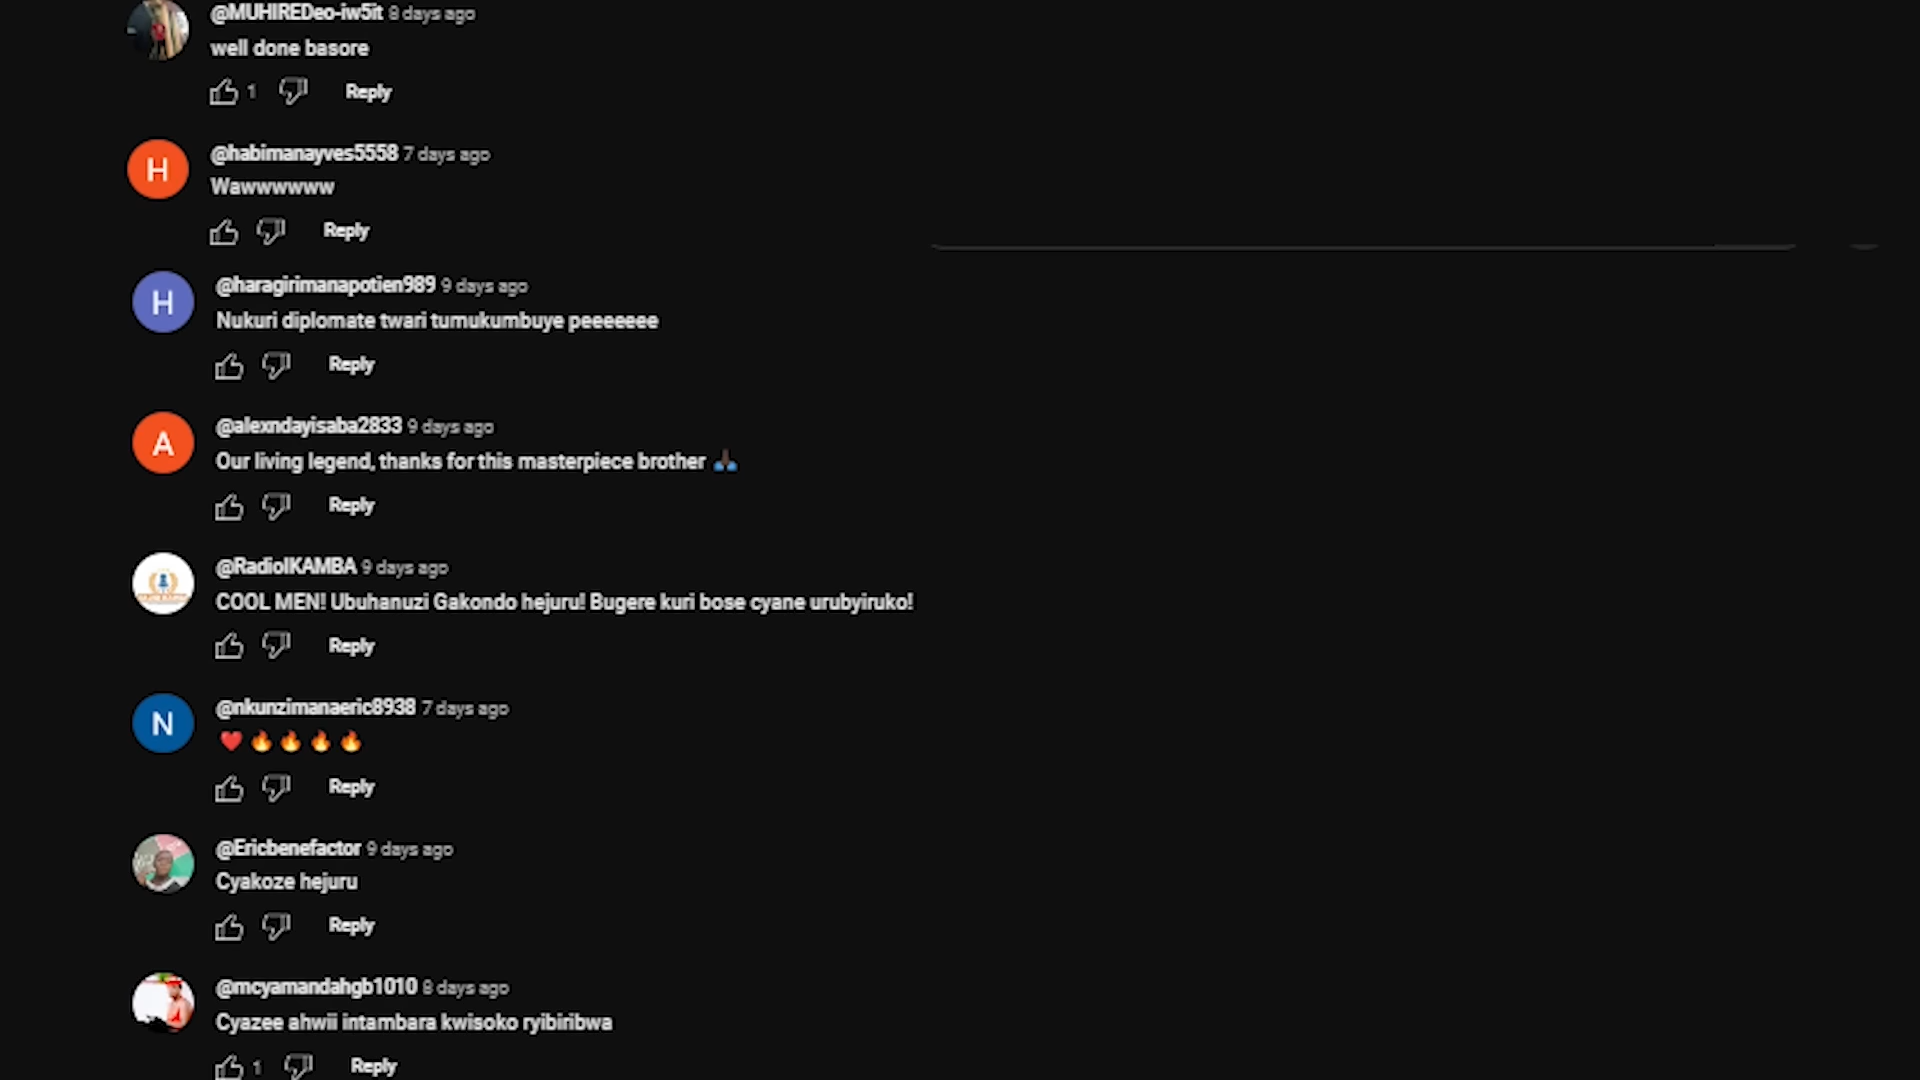 @MUHIREDeo-iw5it 8 days ago
well done basore
1 Reply
H @habimanayves5558 7 days ago
Wawwwwww
Reply
H @haragirimanapotien989 9 days ago
Nukuri diplomate twari tumukumbuye peeeeeee
Reply
A @alexndayisaba2833 9 days ago
Our living legend, thanks for this masterpiece brother 🙏🏿
Reply
@RadioIKAMBA 9 days ago
COOL MEN! Ubuhanuzi Gakondo hejuru! Bugere kuri bose cyane urubyiruko!
Reply
N @nkunzimanaeric8938 7 days ago
❤️🔥🔥🔥🔥
Reply
@Ericbenefactor 9 days ago
Cyakoze hejuru
Reply
@mcyamandahgb1010 8 days ago
Cyazee ahwii intambara kwisoko ryibiribwa
1 Reply